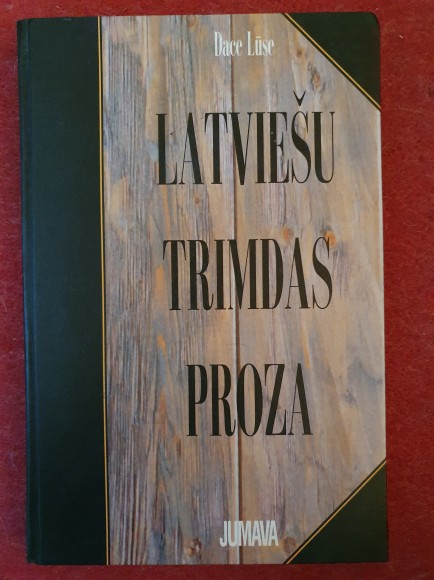 Dace Lūse
LATVIEŠU
TRIMDAS
PROZA
JUMAVA